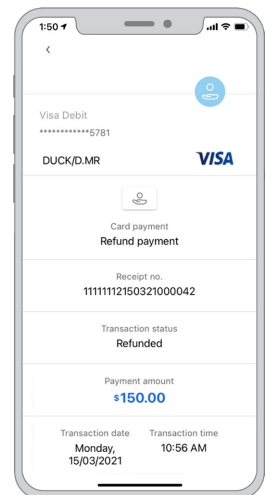 1:50
Visa Debit
************5781
DUCK/D.MR VISA
Card payment
Refund payment
Receipt no.
11111112150321000042
Transaction status
Refunded
Payment amount
$150.00
Transaction date Transaction time
Monday, 10:56 AM
15/03/2021